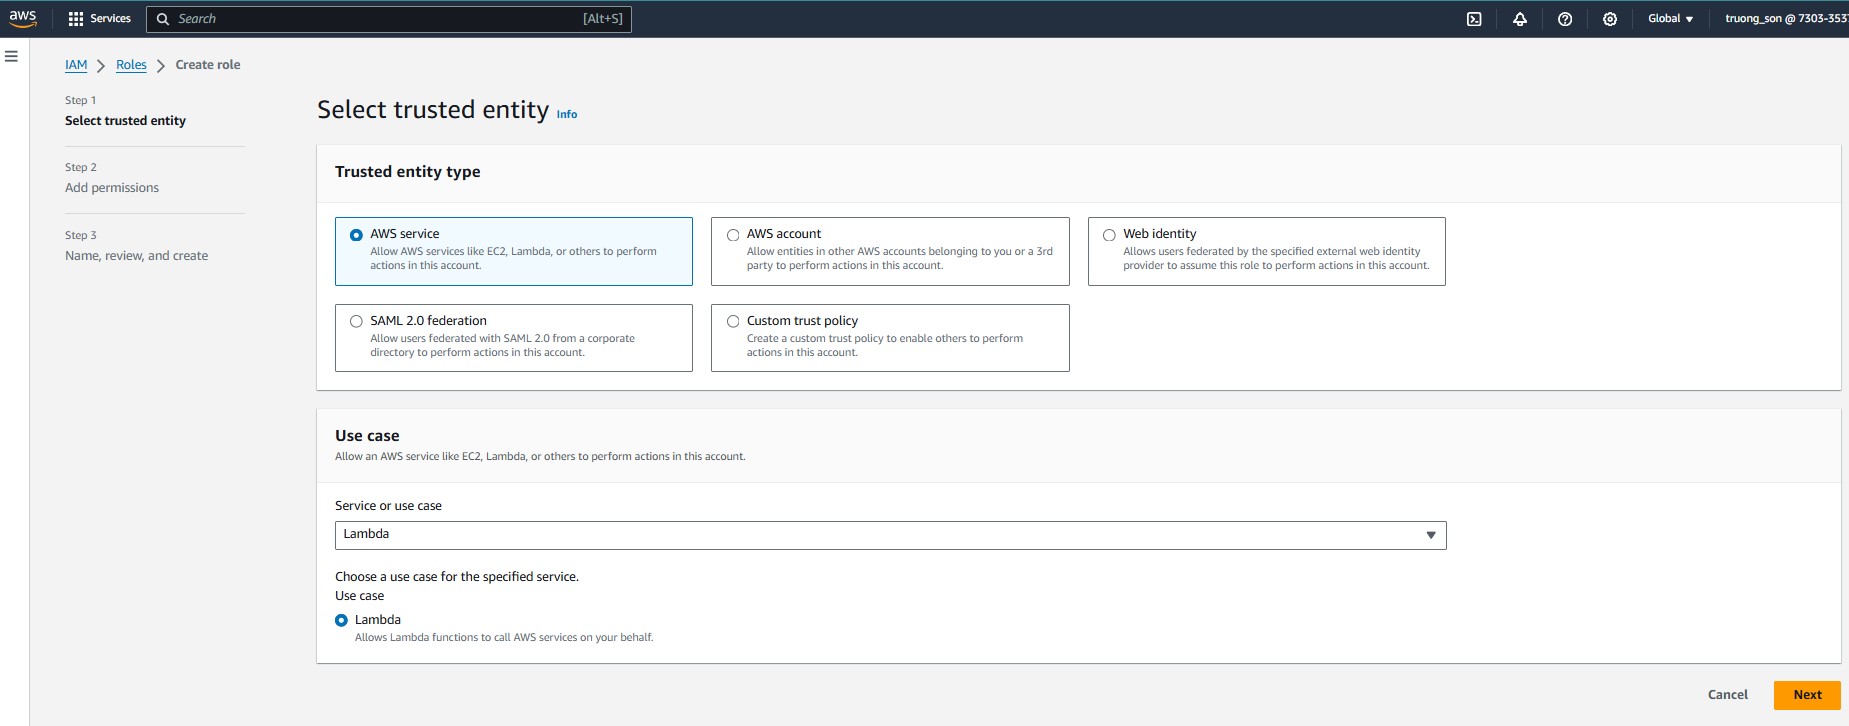 aws
Services
Search
[Alt+S]
Global
truong_son @ 7303-353
IAM
Roles
Create role
Step 1
Select trusted entity
Step 2
Add permissions
Step 3
Name, review, and create
Select trusted entity Info
Trusted entity type
AWS service
Allow AWS services like EC2, Lambda, or others to perform
actions in this account.
AWS account
Allow entities in other AWS accounts belonging to you or a 3rd
party to perform actions in this account.
Web identity
Allows users federated by the specified external web identity
provider to assume this role to perform actions in this account.
SAML 2.0 federation
Allow users federated with SAML 2.0 from a corporate
directory to perform actions in this account.
Custom trust policy
Create a custom trust policy to enable others to perform
actions in this account.
Use case
Allow an AWS service like EC2, Lambda, or others to perform actions in this account.
Service or use case
Lambda
Choose a use case for the specified service.
Use case
Lambda
Allows Lambda functions to call AWS services on your behalf.
Cancel
Next